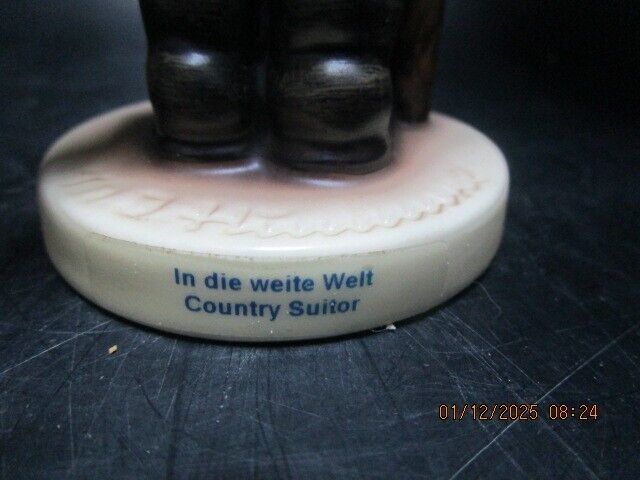 In die weite Welt
Country Suitor
01/12/2025 08:24